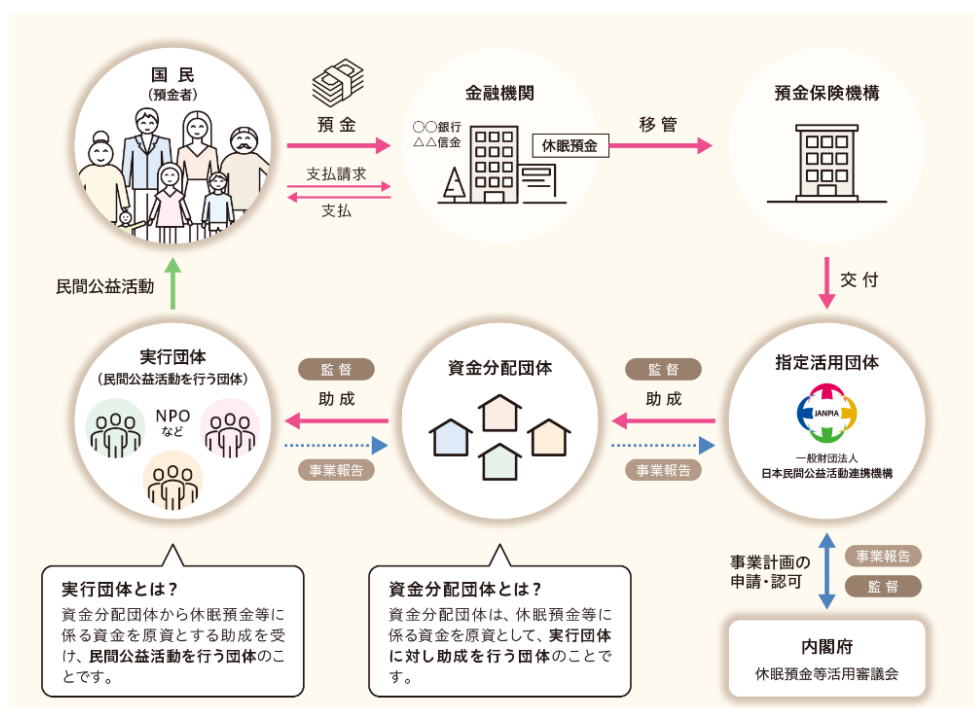 国民
(預金者)
預金
支払請求
支払
金融機関
○○銀行
△△信金
休眠預金
移管
預金保険機構
交付
民間公益活動
実行団体
(民間公益活動を行う団体)
NPO
など
監督
助成
事業報告
資金分配団体
監督
助成
事業報告
指定活用団体
JANPIA
一般財団法人
日本民間公益活動連携機構
実行団体とは?
資金分配団体から休眠預金等に
係る資金を原資とする助成を受
け、民間公益活動を行う団体のこ
とです。
資金分配団体とは?
資金分配団体は、休眠預金等に
係る資金を原資として、実行団体
に対し助成を行う団体のことで
す。
事業計画の
申請・認可
事業報告
監督
内閣府
休眠預金等活用審議会